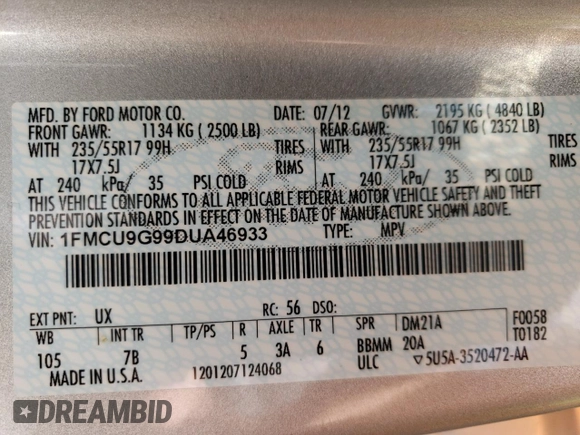 MFD. BY FORD MOTOR CO. DATE: 07/12 GVWR: 2195 KG ( 4840 LB)
FRONT GAWR: 1134 KG ( 2500 LB) REAR GAWR: 1067 KG ( 2352 LB)
WITH 235/55R17 99H TIRES WITH 235/55R17 99H TIRES
17X7.5J RIMS 17X7.5J RIMS
AT 240 kPa/ 35 PSI COLD AT 240 kPa/ 35 PSI COLD
THIS VEHICLE CONFORMS TO ALL APPLICABLE FEDERAL MOTOR VEHICLE SAFETY AND THEFT
PREVENTION STANDARDS IN EFFECT ON THE DATE OF MANUFACTURE SHOWN ABOVE.
VIN: 1FMCU9G99DUA46933 TYPE: MPV
EXT PNT: UX RC: 56 DSO: F0058
WB INT TR TP/PS R AXLE TR SPR DM21A T0182
105 7B 5 3A 6 BBMM 20A
MADE IN U.S.A. 1201207124068 ULC ▽5U5A-3520472-AA
DREAMBID